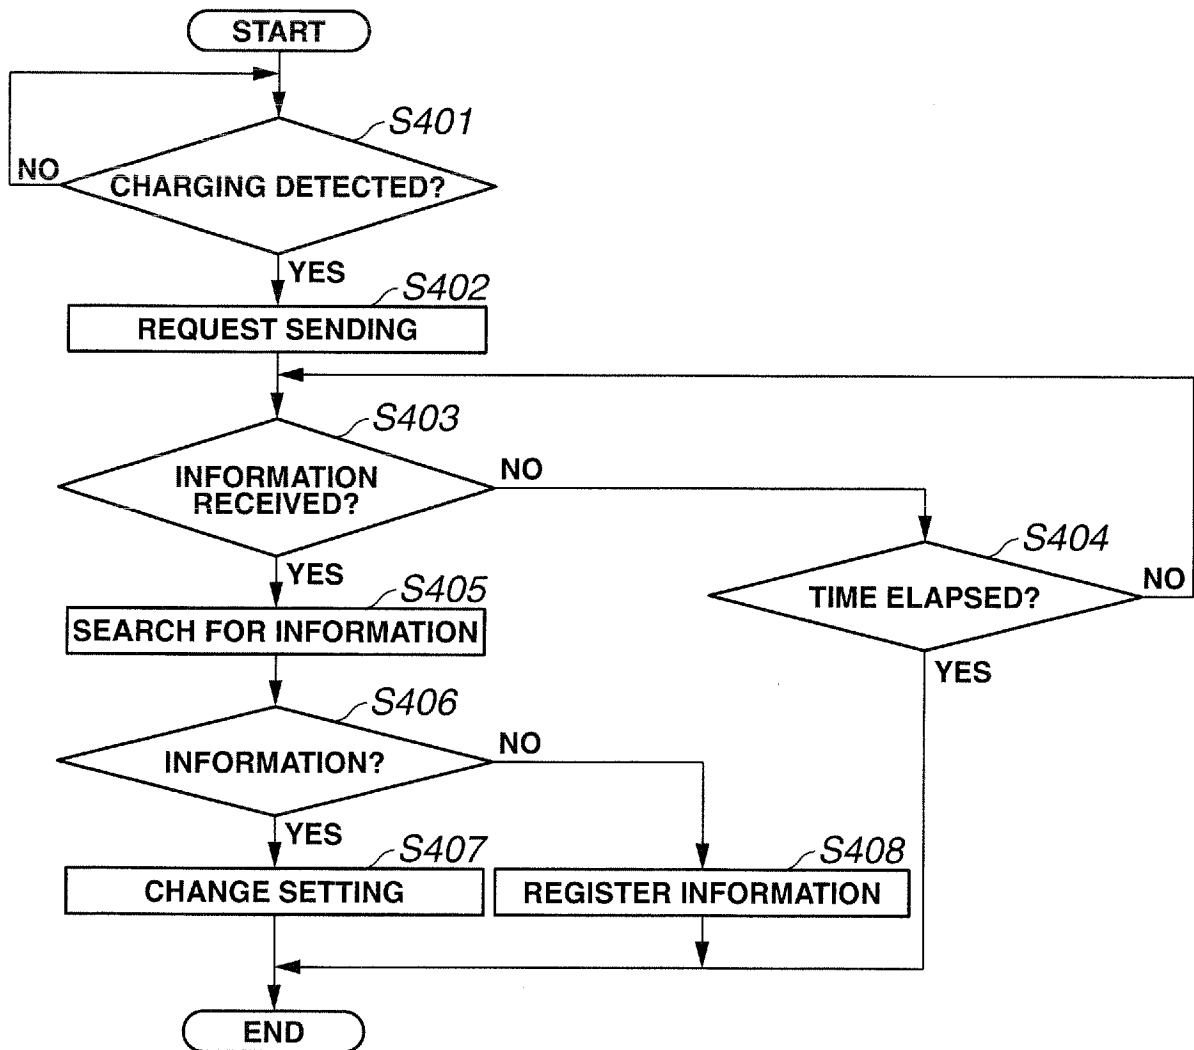 START
S401
NO
CHARGING DETECTED?
YES
S402
REQUEST SENDING
S403
INFORMATION
RECEIVED?
NO
S404
TIME ELAPSED?
NO
YES
YES
S405
SEARCH FOR INFORMATION
S406
INFORMATION?
NO
YES
S407
CHANGE SETTING
S408
REGISTER INFORMATION
END